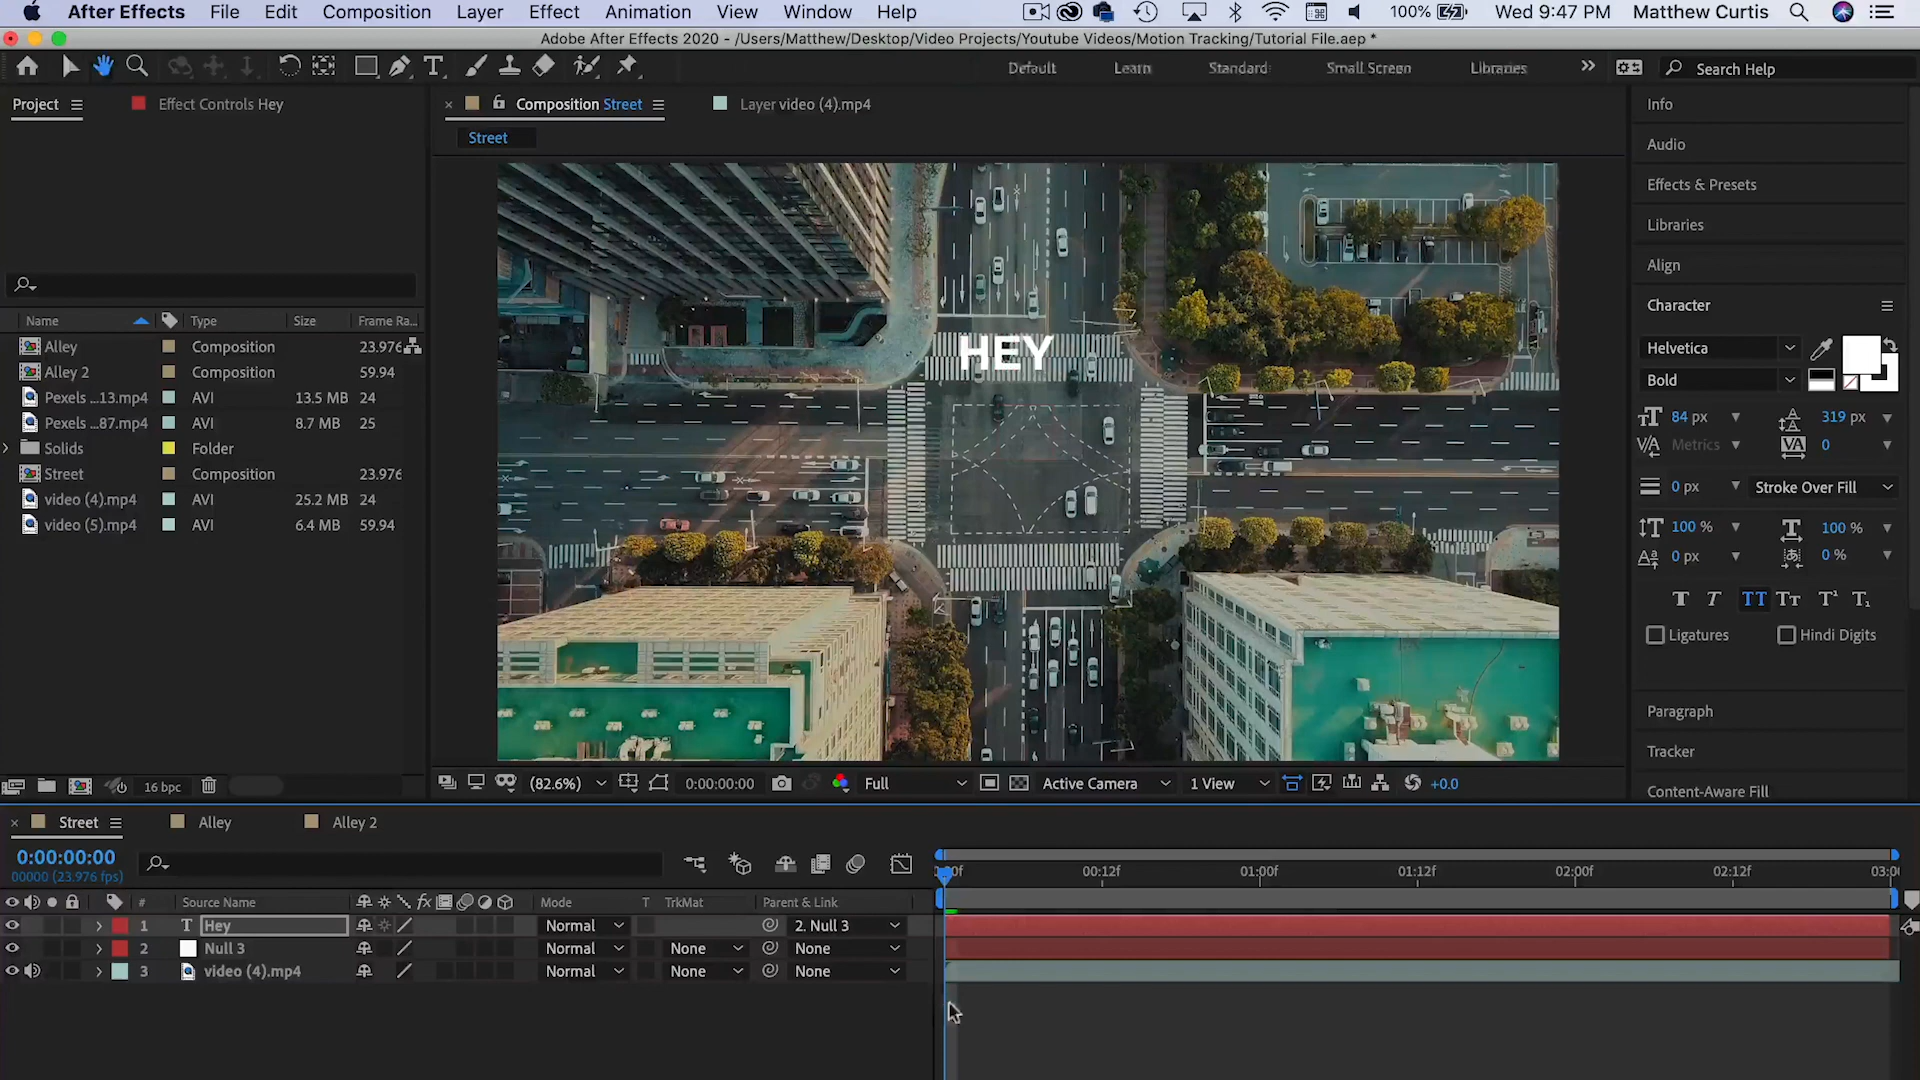 After Effects File Edit Composition Layer Effect Animation View Window Help 100% Wed 9:47 PM Matthew Curtis
Adobe After Effects 2020 - /Users/Matthew/Desktop/Video Projects/Youtube Videos/Motion Tracking/Tutorial File.aep *
Default Learn Standard Small Screen Libraries Search Help
Project Effect Controls Hey Composition Street Layer video (4).mp4
Street
HEY
Name Type Size Frame Ra...
Alley Composition 23.976
Alley 2 Composition 59.94
Pexels ...13.mp4 AVI 13.5 MB 24
Pexels ...87.mp4 AVI 8.7 MB 25
Solids Folder
Street Composition 23.976
video (4).mp4 AVI 25.2 MB 24
video (5).mp4 AVI 6.4 MB 59.94
16 bpc
(82.6%) 0:00:00:00 Full Active Camera 1 View +0.0
Info
Audio
Effects & Presets
Libraries
Align
Character
Helvetica
Bold
84 px 319 px
Metrics 0
0 px Stroke Over Fill
100 % 100 %
0 px 0 %
Ligatures Hindi Digits
Paragraph
Tracker
Content-Aware Fill
Street Alley Alley 2
0:00:00:00
00000 (23.976 fps)
00:12f 01:00f 01:12f 02:00f 02:12f
# Source Name Mode T TrkMat Parent & Link
1 Hey Normal 2. Null 3
2 Null 3 Normal None None
3 video (4).mp4 Normal None None